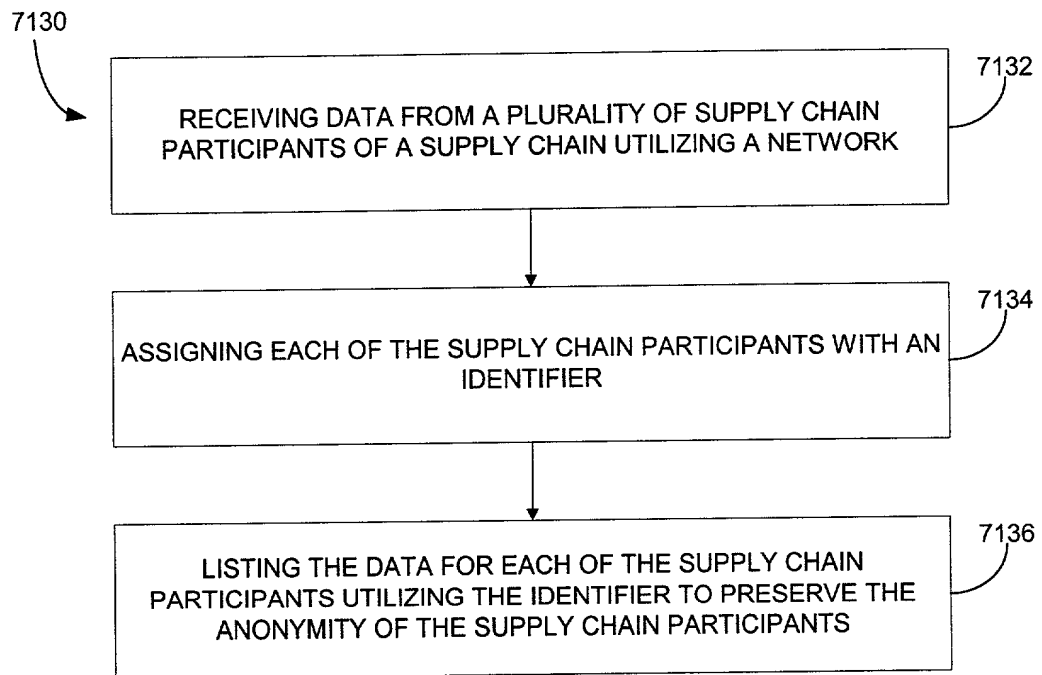 7130
7132
RECEIVING DATA FROM A PLURALITY OF SUPPLY CHAIN
PARTICIPANTS OF A SUPPLY CHAIN UTILIZING A NETWORK
7134
ASSIGNING EACH OF THE SUPPLY CHAIN PARTICIPANTS WITH AN
IDENTIFIER
7136
LISTING THE DATA FOR EACH OF THE SUPPLY CHAIN
PARTICIPANTS UTILIZING THE IDENTIFIER TO PRESERVE THE
ANONYMITY OF THE SUPPLY CHAIN PARTICIPANTS